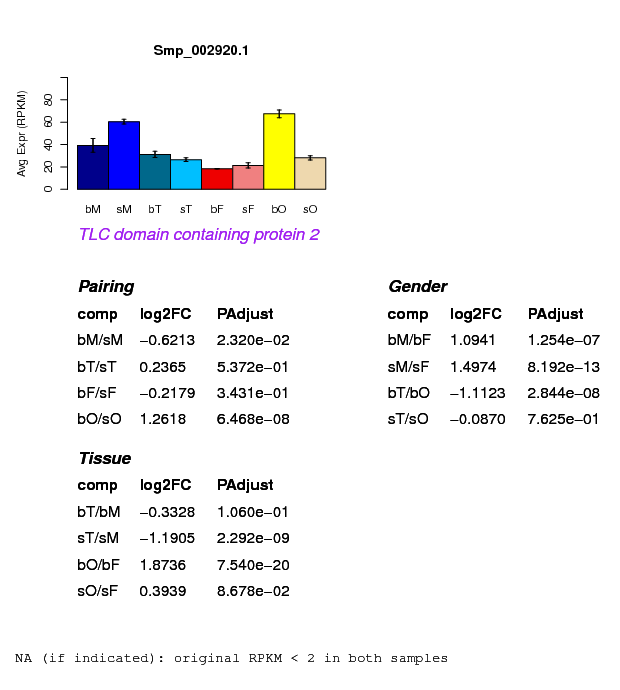 Smp_002920.1
Avg Expr (RPKM)
0 20 40 60 80
bM sM bT sT bF sF bO sO
TLC domain containing protein 2
Pairing
comp log2FC PAdjust
bM/sM −0.6213 2.320e−02
bT/sT 0.2365 5.372e−01
bF/sF −0.2179 3.431e−01
bO/sO 1.2618 6.468e−08
Gender
comp log2FC PAdjust
bM/bF 1.0941 1.254e−07
sM/sF 1.4974 8.192e−13
bT/bO −1.1123 2.844e−08
sT/sO −0.0870 7.625e−01
Tissue
comp log2FC PAdjust
bT/bM −0.3328 1.060e−01
sT/sM −1.1905 2.292e−09
bO/bF 1.8736 7.540e−20
sO/sF 0.3939 8.678e−02
NA (if indicated): original RPKM < 2 in both samples